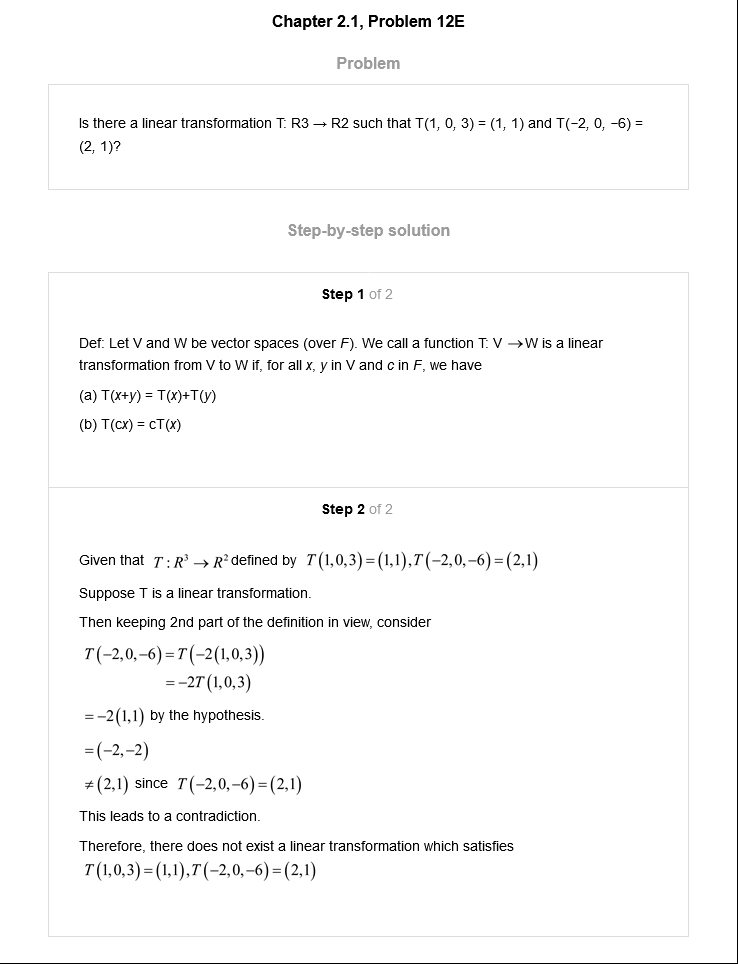 Chapter 2.1, Problem 12E
Problem
Is there a linear transformation T: R3 → R2 such that T(1, 0, 3) = (1, 1) and T(−2, 0, −6) =
(2, 1)?
Step-by-step solution
Step 1 of 2
Def: Let V and W be vector spaces (over F). We call a function T: V →W is a linear
transformation from V to W if, for all x, y in V and c in F, we have
(a) T(x+y) = T(x)+T(y)
(b) T(cx) = cT(x)
Step 2 of 2
Given that T : R³ → R² defined by T(1,0,3)=(1,1),T(−2,0,−6)=(2,1)
Suppose T is a linear transformation.
Then keeping 2nd part of the definition in view, consider
T(−2,0,−6)=T(−2(1,0,3))
=−2T(1,0,3)
=−2(1,1) by the hypothesis.
=(−2,−2)
≠(2,1) since T(−2,0,−6)=(2,1)
This leads to a contradiction.
Therefore, there does not exist a linear transformation which satisfies
T(1,0,3)=(1,1),T(−2,0,−6)=(2,1)